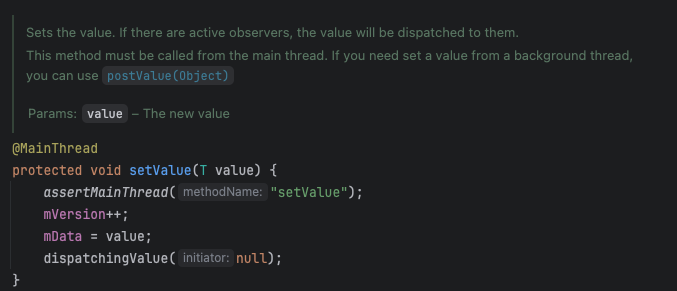 Sets the value. If there are active observers, the value will be dispatched to them.
This method must be called from the main thread. If you need set a value from a background thread,
you can use postValue(Object)
Params: value – The new value
@MainThread
protected void setValue(T value) {
    assertMainThread( methodName: "setValue");
    mVersion++;
    mData = value;
    dispatchingValue( initiator: null);
}